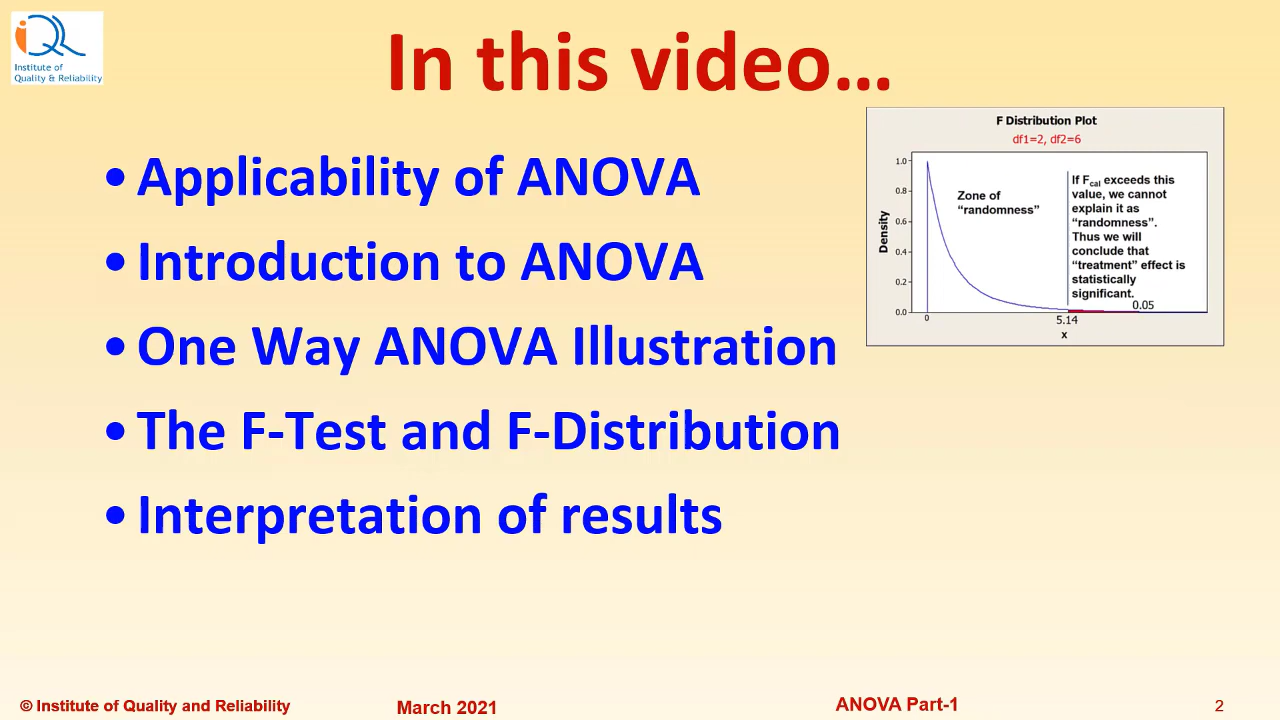 iQR
Institute of
Quality & Reliability
In this video…
• Applicability of ANOVA
• Introduction to ANOVA
• One Way ANOVA Illustration
• The F-Test and F-Distribution
• Interpretation of results
F Distribution Plot
df1=2, df2=6
Density
1.0
0.8
0.6
0.4
0.2
0.0
Zone of
“randomness”
If Fcal exceeds this
value, we cannot
explain it as
“randomness”.
Thus we will
conclude that
“treatment” effect is
statistically
significant.
0.05
0
5.14
x
© Institute of Quality and Reliability
March 2021
ANOVA Part-1
2